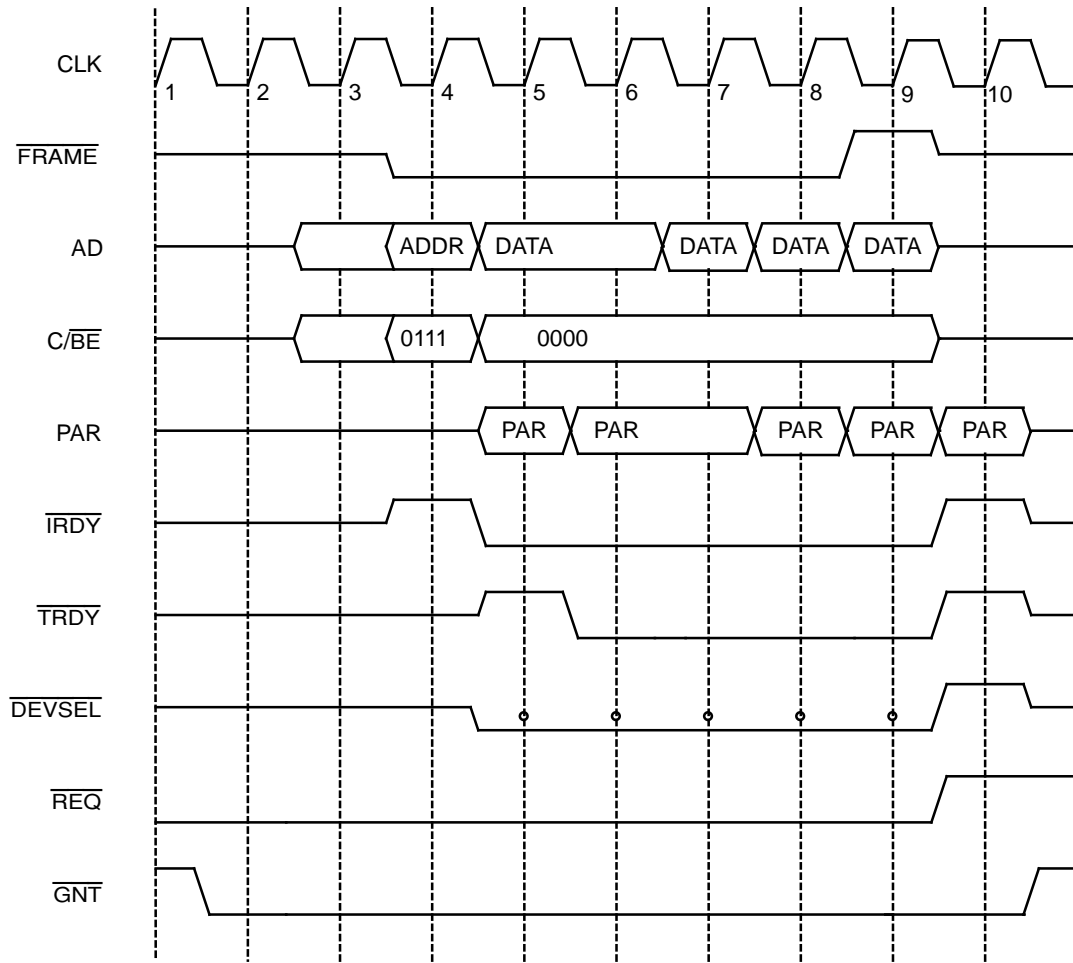 CLK
1 2 3 4 5 6 7 8 9 10
FRAME
AD ADDR DATA DATA DATA DATA
C/BE 0111 0000
PAR PAR PAR PAR PAR PAR
IRDY
TRDY
DEVSEL
REQ
GNT